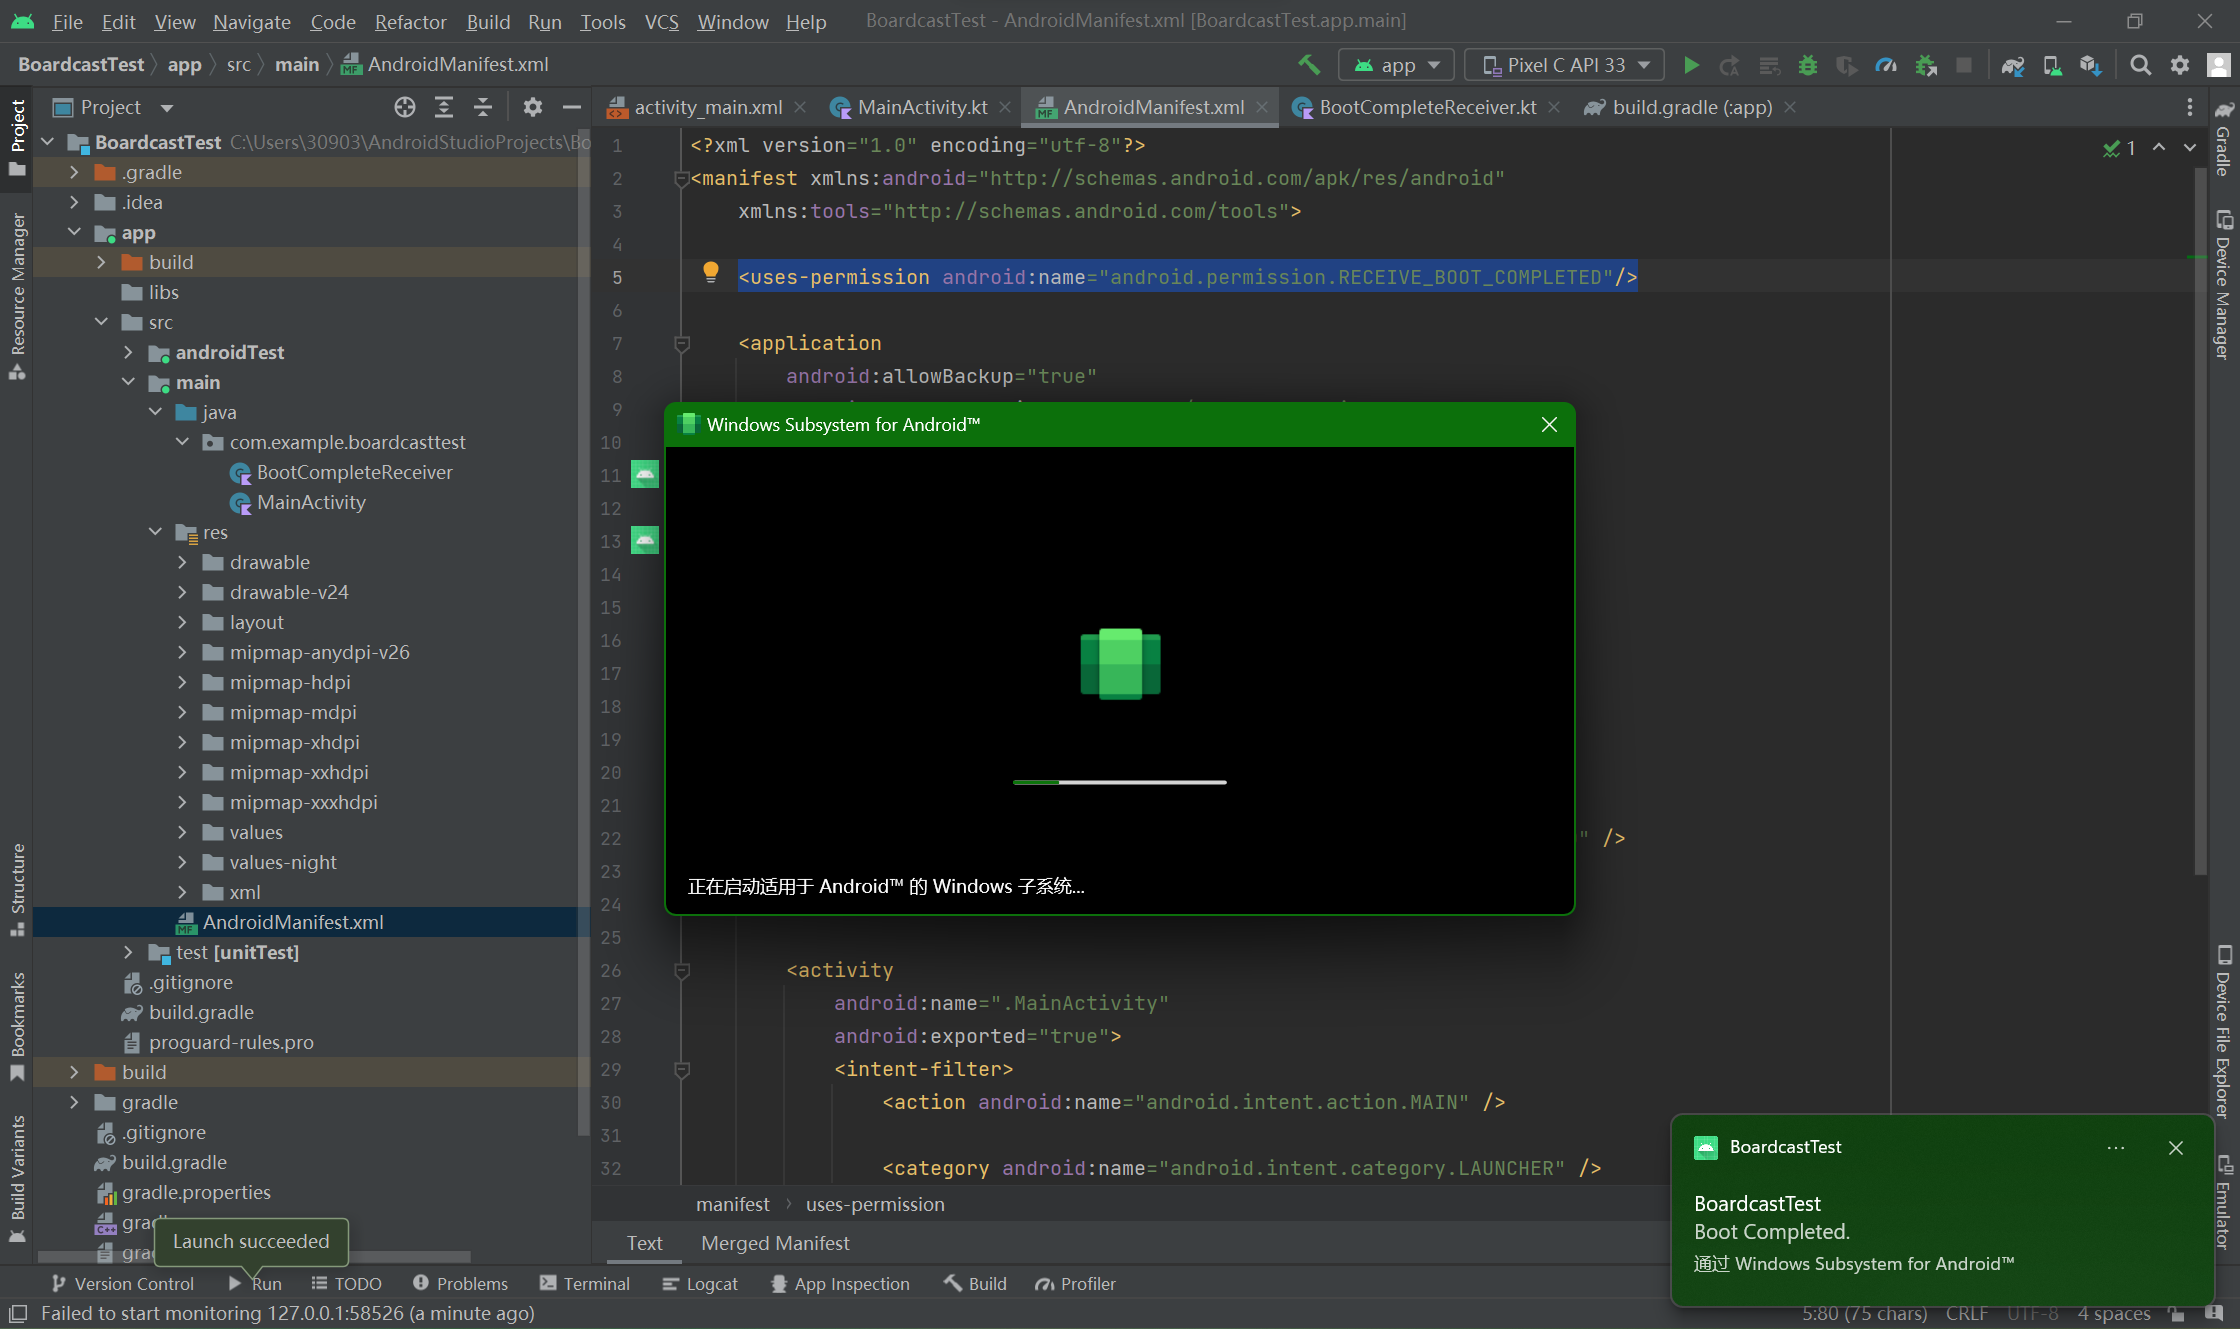 File Edit View Navigate Code Refactor Build Run Tools VCS Window Help BoardcastTest - AndroidManifest.xml [BoardcastTest.app.main]
BoardcastTest app src main AndroidManifest.xml app Pixel C API 33
Project activity_main.xml MainActivity.kt AndroidManifest.xml BootCompleteReceiver.kt build.gradle (:app)
Project
Resource Manager
Structure
Bookmarks
Build Variants
BoardcastTest C:\Users\30903\AndroidStudioProjects\Bo
.gradle
.idea
app
build
libs
src
androidTest
main
java
com.example.boardcasttest
BootCompleteReceiver
MainActivity
res
drawable
drawable-v24
layout
mipmap-anydpi-v26
mipmap-hdpi
mipmap-mdpi
mipmap-xhdpi
mipmap-xxhdpi
mipmap-xxxhdpi
values
values-night
xml
AndroidManifest.xml
test [unitTest]
.gitignore
build.gradle
proguard-rules.pro
build
gradle
.gitignore
build.gradle
gradle.properties
grad
grad
Launch succeeded
1 <?xml version="1.0" encoding="utf-8"?>
2 <manifest xmlns:android="http://schemas.android.com/apk/res/android"
3 xmlns:tools="http://schemas.android.com/tools">
4
5 <uses-permission android:name="android.permission.RECEIVE_BOOT_COMPLETED"/>
6
7 <application
8 android:allowBackup="true"
9
10
11
12
13
14
15
16
17
18
19
20
21
22 " />
23
24
25
26 <activity
27 android:name=".MainActivity"
28 android:exported="true">
29 <intent-filter>
30 <action android:name="android.intent.action.MAIN" />
31
32 <category android:name="android.intent.category.LAUNCHER" />
1
Windows Subsystem for Android™
正在启动适用于 Android™ 的 Windows 子系统...
manifest uses-permission
Text Merged Manifest
Gradle
Device Manager
Device File Explorer
Emulator
BoardcastTest
BoardcastTest
Boot Completed.
通过 Windows Subsystem for Android™
Version Control Run TODO Problems Terminal Logcat App Inspection Build Profiler
Failed to start monitoring 127.0.0.1:58526 (a minute ago) 5:80 (75 chars) CRLF UTF-8 4 spaces